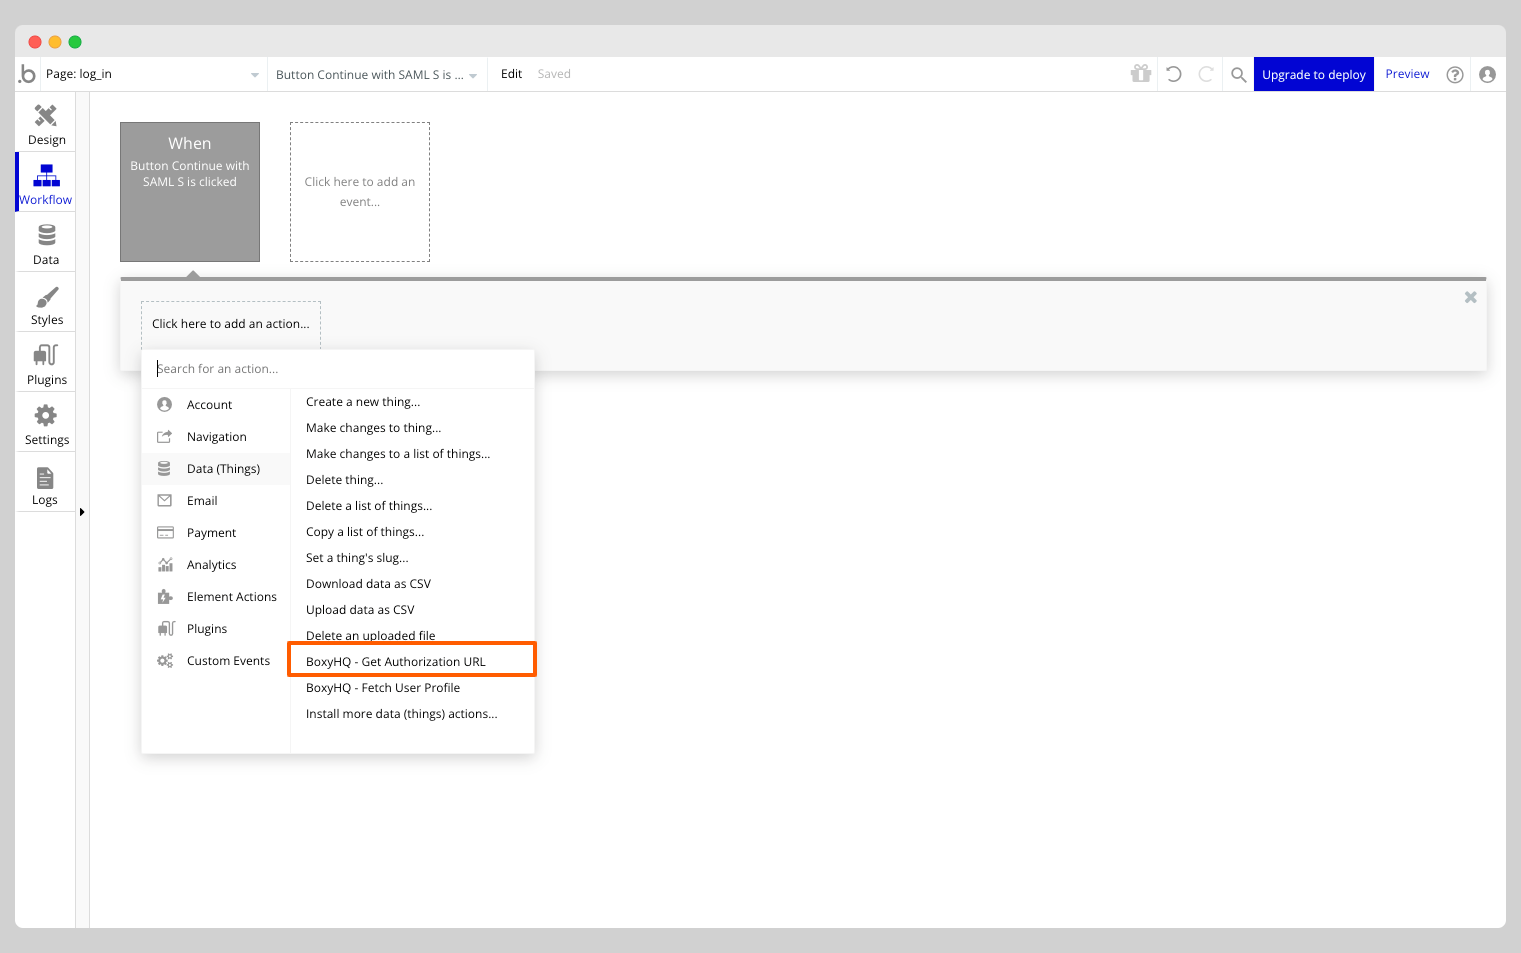 .b Page: log_in
Button Continue with SAML S is ...
Edit
Saved
Upgrade to deploy
Preview
Design
Workflow
Data
Styles
Plugins
Settings
Logs
When
Button Continue with
SAML S is clicked
Click here to add an
event...
Click here to add an action...
Search for an action...
Account
Navigation
Data (Things)
Email
Payment
Analytics
Element Actions
Plugins
Custom Events
Create a new thing...
Make changes to thing...
Make changes to a list of things...
Delete thing...
Delete a list of things...
Copy a list of things...
Set a thing's slug...
Download data as CSV
Upload data as CSV
Delete an uploaded file
BoxyHQ - Get Authorization URL
BoxyHQ - Fetch User Profile
Install more data (things) actions...